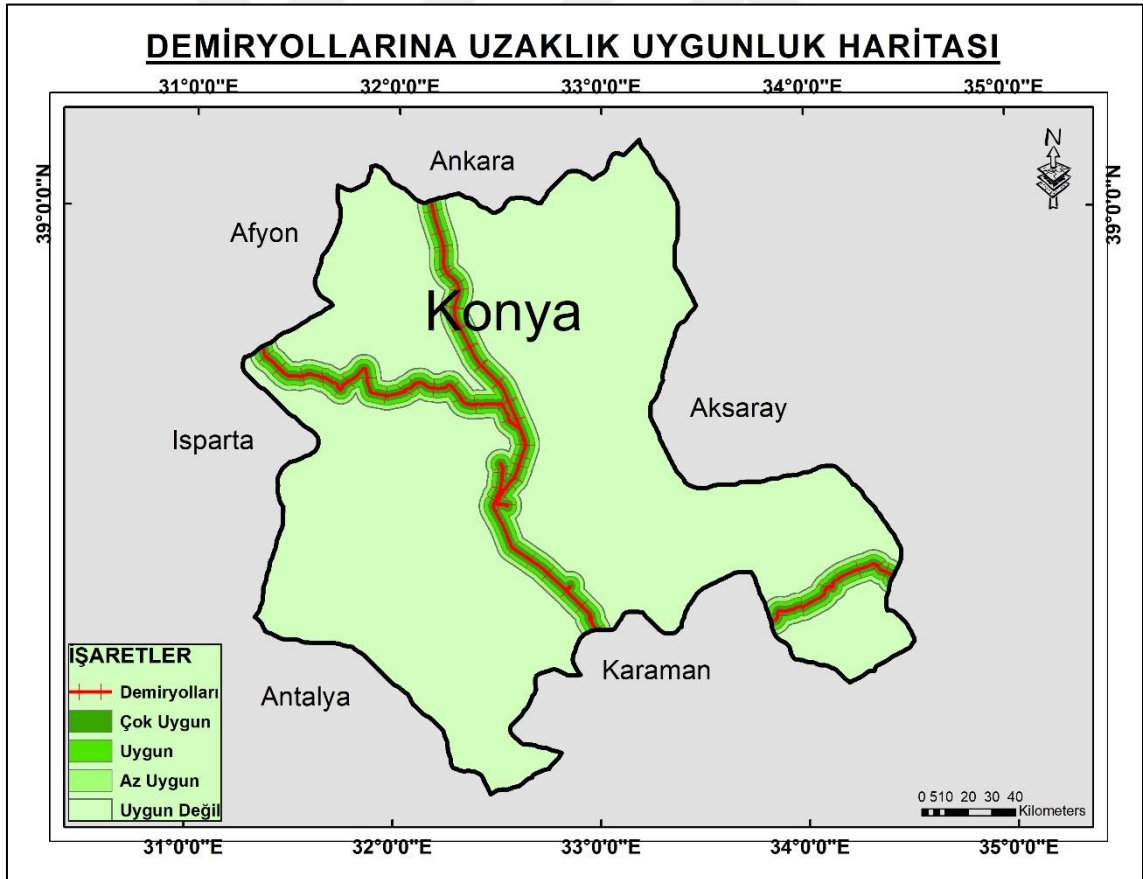 DEMİRYOLLARINA UZAKLIK UYGUNLUK HARİTASI
31°0'0"E 32°0'0"E 33°0'0"E 34°0'0"E 35°0'0"E
N
39°0'0"N
39°0'0"N
Ankara
Afyon
Konya
Aksaray
Isparta
Karaman
Antalya
İŞARETLER
Demiryolları
Çok Uygun
Uygun
Az Uygun
Uygun Değil
0 510 20 30 40
Kilometers
31°0'0"E 32°0'0"E 33°0'0"E 34°0'0"E 35°0'0"E